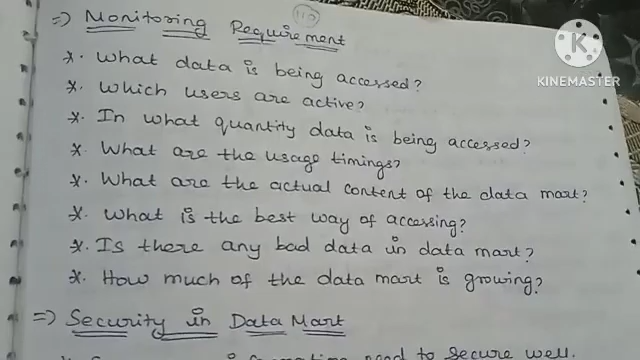 110
=> Monitoring Requirement
*. What data is being accessed?
*. Which users are active?
*. In what quantity data is being accessed?
*. What are the usage timings?
*. What are the actual content of the data mart?
*. What is the best way of accessing?
*. Is there any bad data in data mart?
*. How much of the data mart is growing?
=> Security in Data Mart
need to secure well.
KINEMASTER